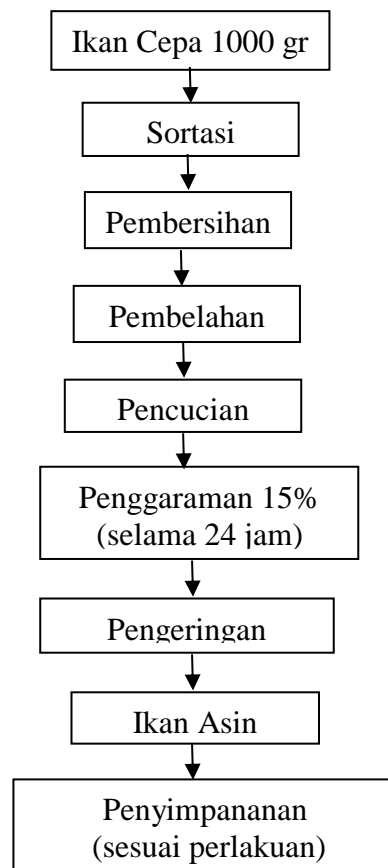 Ikan Cepa 1000 gr
Sortasi
Pembersihan
Pembelahan
Pencucian
Penggaraman 15%
(selama 24 jam)
Pengeringan
Ikan Asin
Penyimpananan
(sesuai perlakuan)